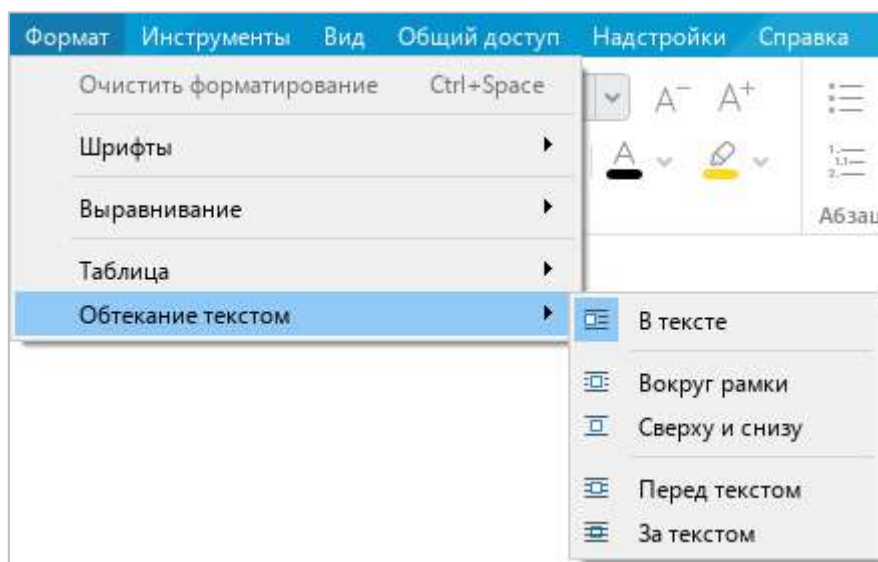 Формат Инструменты Вид Общий доступ Надстройки Справка
Очистить форматирование Ctrl+Space
Шрифты
Выравнивание
Таблица
Обтекание текстом
A⁻ A⁺
A
Абзац
В тексте
Вокруг рамки
Сверху и снизу
Перед текстом
За текстом